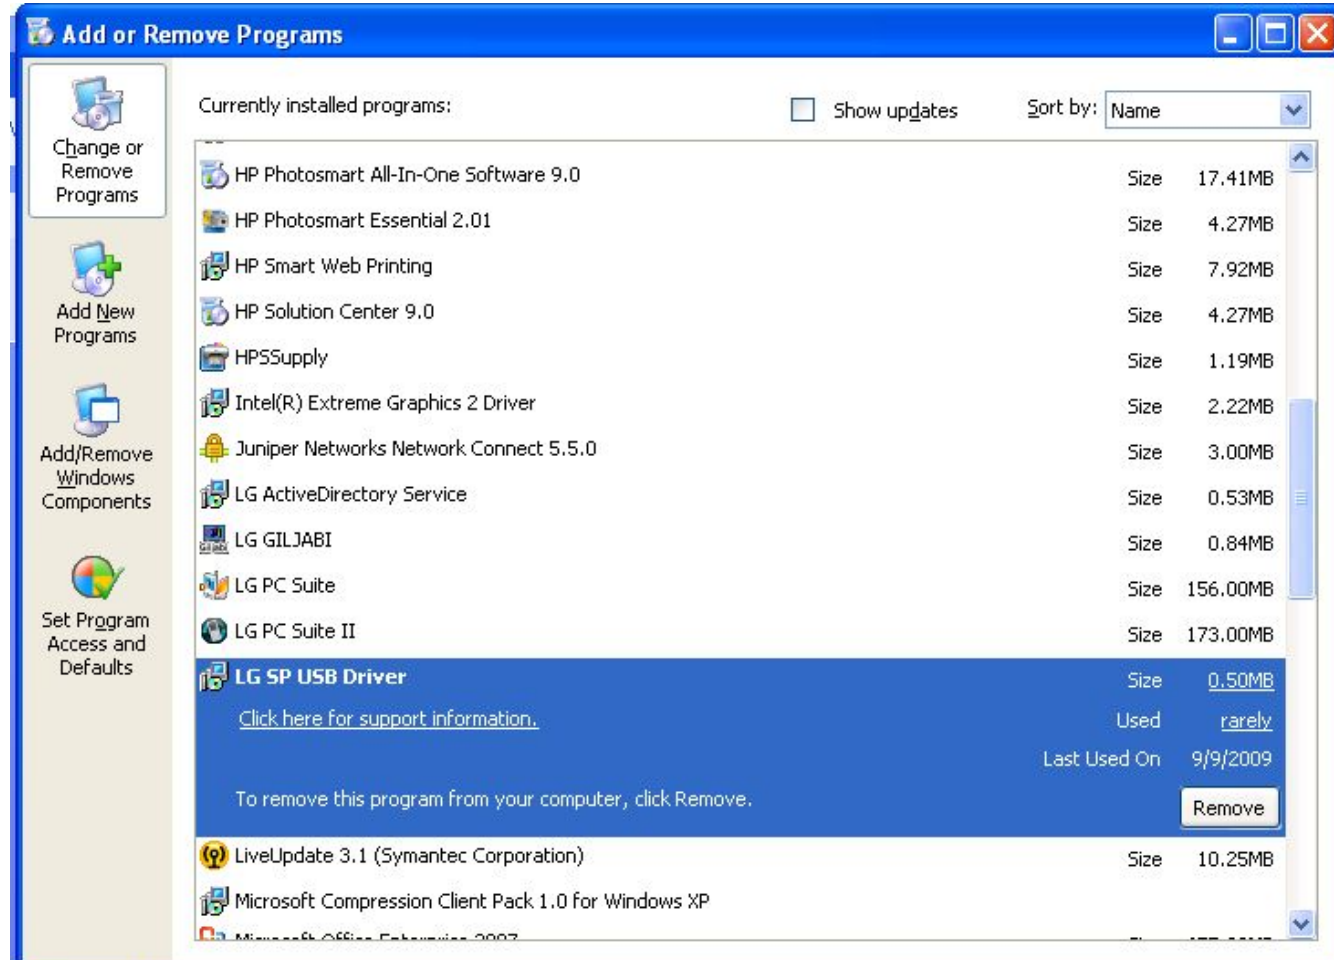 Add or Remove Programs
Change or
Remove
Programs
Add New
Programs
Add/Remove
Windows
Components
Set Program
Access and
Defaults
Currently installed programs:
Show updates
Sort by: Name
HP Photosmart All-In-One Software 9.0 Size 17.41MB
HP Photosmart Essential 2.01 Size 4.27MB
HP Smart Web Printing Size 7.92MB
HP Solution Center 9.0 Size 4.27MB
HPSSupply Size 1.19MB
Intel(R) Extreme Graphics 2 Driver Size 2.22MB
Juniper Networks Network Connect 5.5.0 Size 3.00MB
LG ActiveDirectory Service Size 0.53MB
LG GILJABI Size 0.84MB
LG PC Suite Size 156.00MB
LG PC Suite II Size 173.00MB
LG SP USB Driver Size 0.50MB
Click here for support information. Used rarely
Last Used On 9/9/2009
To remove this program from your computer, click Remove. Remove
LiveUpdate 3.1 (Symantec Corporation) Size 10.25MB
Microsoft Compression Client Pack 1.0 for Windows XP
Microsoft Office Enterprise 2007